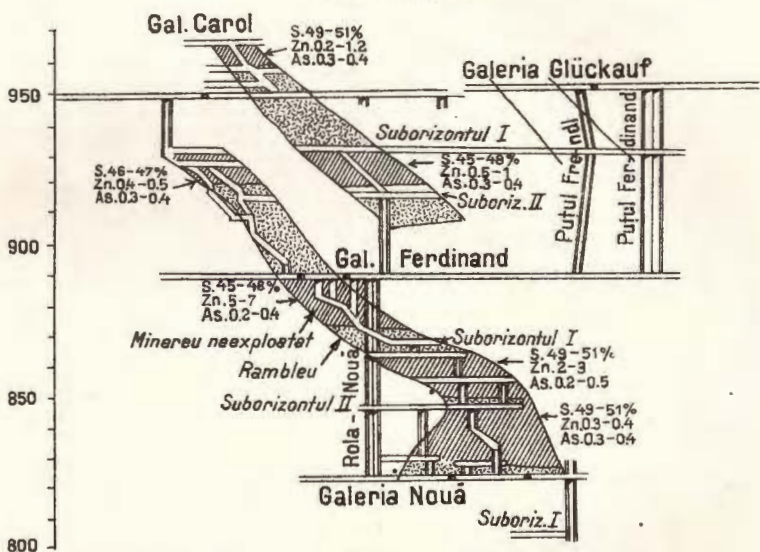 Gal. Carol
S.49-51%
Zn.0.2-1.2
As.0.3-0.4
Galeria Glückauf
950
Suborizontul I
S.45-48%
Zn.0.5-1
As.0.3-0.4
Suboriz. II
Puțul Freindl
Puțul Ferdinand
S.46-47%
Zn.0.4-0.5
As.0.3-0.4
900
Gal. Ferdinand
S.45-48%
Zn.5-7
As.0.2-0.4
Minereu neexploatat
Rambleu
Suborizontul I
S.49-51%
Zn.2-3
As.0.2-0.5
850
Suborizontul II
Rola-Nouă
S.49-51%
Zn.0.3-0.4
As.0.3-0.4
Galeria Nouă
Suboriz. I
800